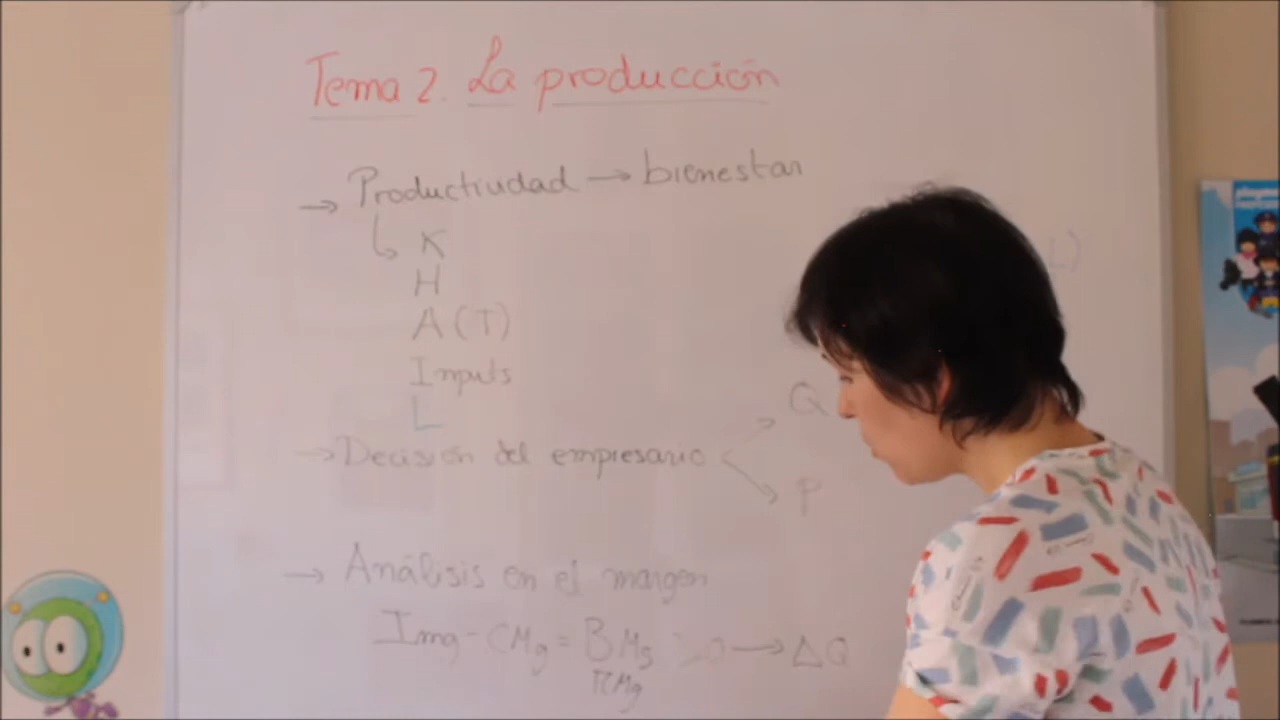 Tema 2. La producción
→ Productividad → bienestar
↳ K
H
A (T)
Inputs
L
→ Decisión del empresario
Q
P
→ Análisis en el margen
Img - CMg = BMg >0 → ΔQ
πMg
L)